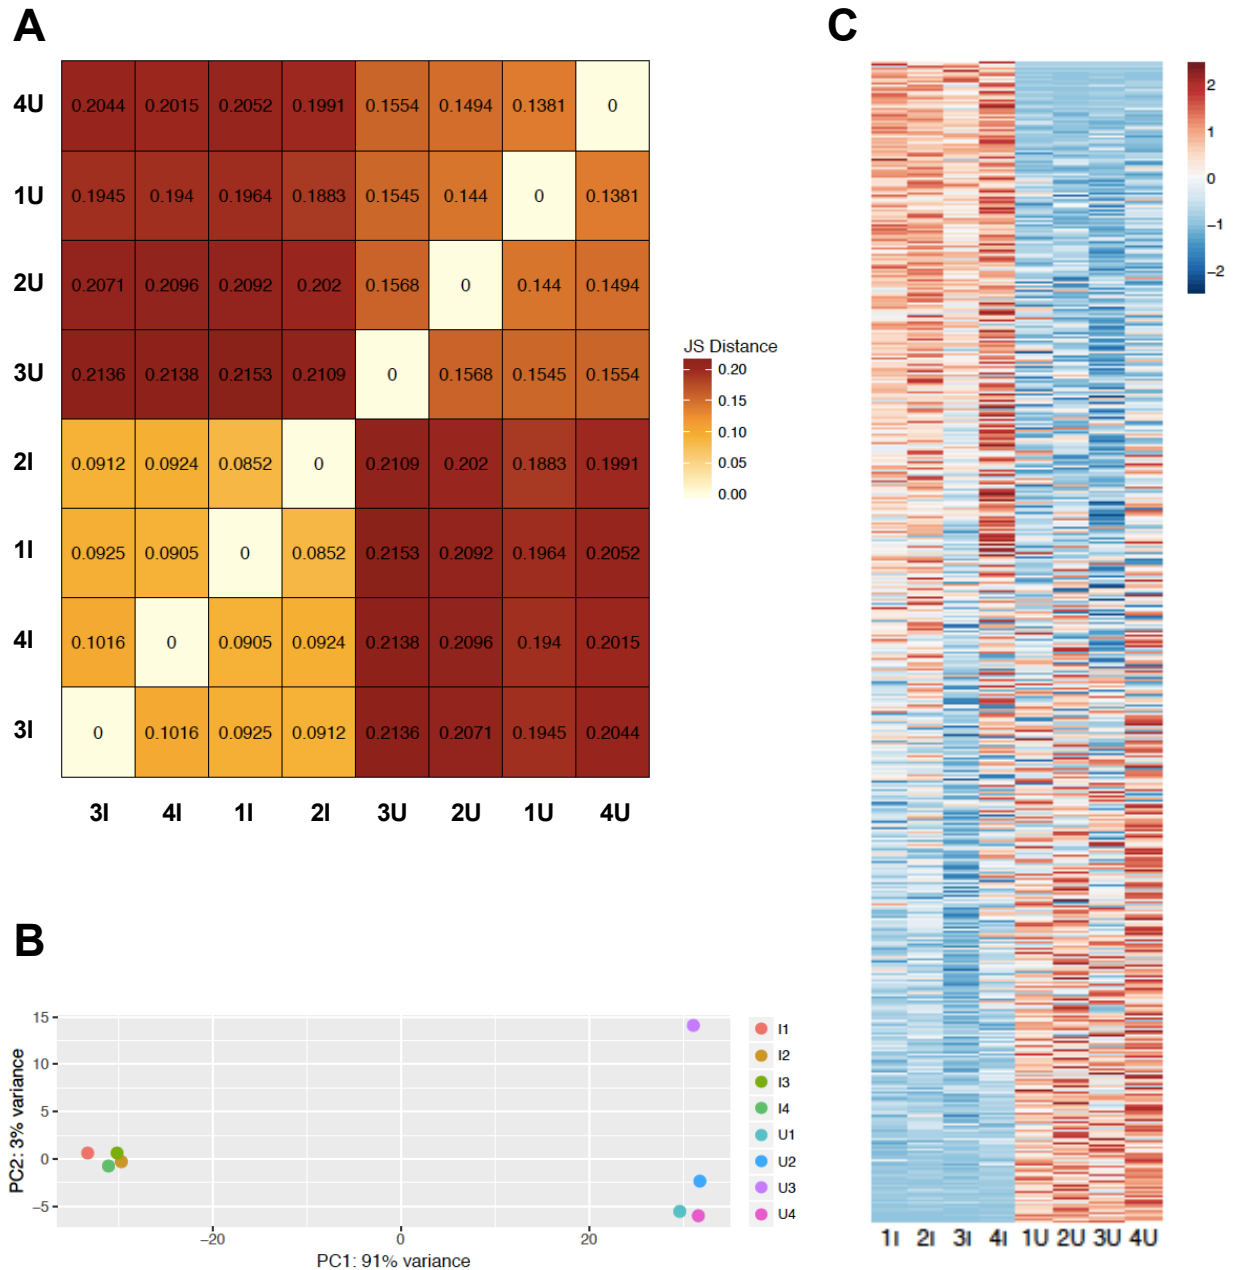 A
4U 0.2044 0.2015 0.2052 0.1991 0.1554 0.1494 0.1381 0
1U 0.1945 0.194 0.1964 0.1883 0.1545 0.144 0 0.1381
2U 0.2071 0.2096 0.2092 0.202 0.1568 0 0.144 0.1494
3U 0.2136 0.2138 0.2153 0.2109 0 0.1568 0.1545 0.1554
2I 0.0912 0.0924 0.0852 0 0.2109 0.202 0.1883 0.1991
1I 0.0925 0.0905 0 0.0852 0.2153 0.2092 0.1964 0.2052
4I 0.1016 0 0.0905 0.0924 0.2138 0.2096 0.194 0.2015
3I 0 0.1016 0.0925 0.0912 0.2136 0.2071 0.1945 0.2044
3I 4I 1I 2I 3U 2U 1U 4U
JS Distance
0.20
0.15
0.10
0.05
0.00
B
PC2: 3% variance
15
10
5
0
−5
−20 0 20
PC1: 91% variance
I1
I2
I3
I4
U1
U2
U3
U4
C
2
1
0
−1
−2
1I 2I 3I 4I 1U 2U 3U 4U